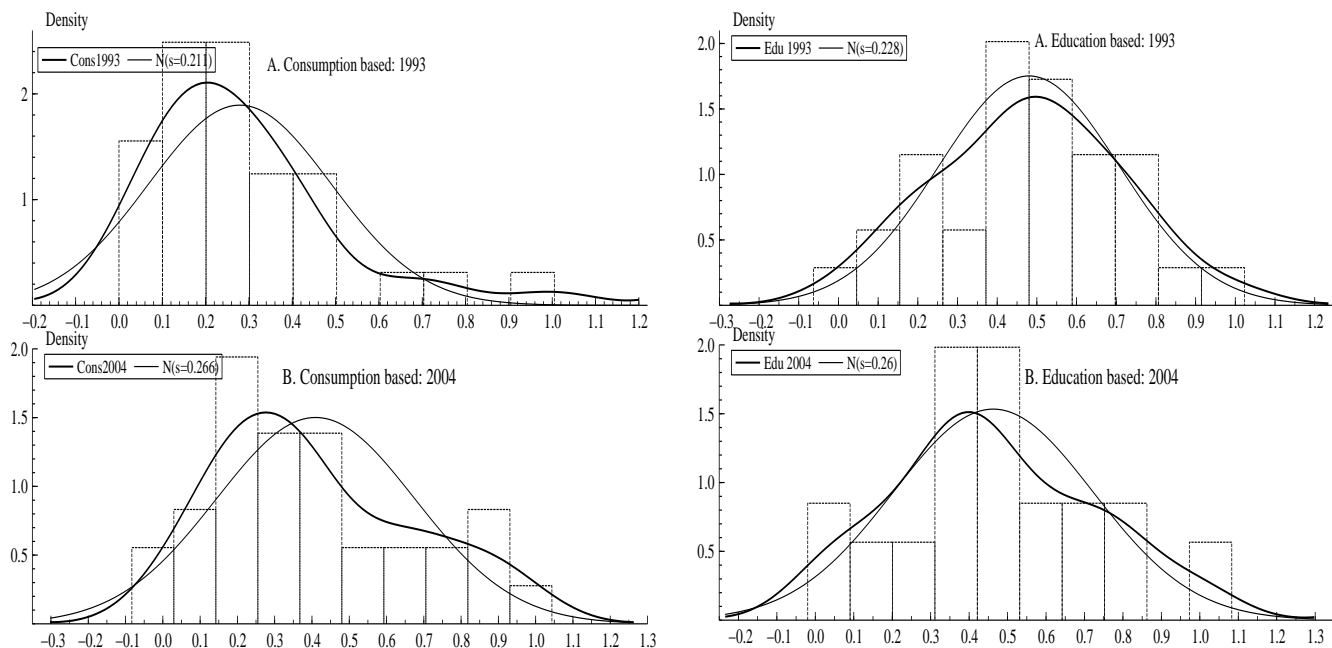 Density
Cons1993 N(s=0.211)
A. Consumption based: 1993
2
1
−0.2 −0.1 0.0 0.1 0.2 0.3 0.4 0.5 0.6 0.7 0.8 0.9 1.0 1.1 1.2
Density
Edu 1993 N(s=0.228)
A. Education based: 1993
2.0
1.5
1.0
0.5
−0.3 −0.2 −0.1 0.0 0.1 0.2 0.3 0.4 0.5 0.6 0.7 0.8 0.9 1.0 1.1 1.2
Density
2.0
Cons2004 N(s=0.266)
B. Consumption based: 2004
1.5
1.0
0.5
−0.3 −0.2 −0.1 0.0 0.1 0.2 0.3 0.4 0.5 0.6 0.7 0.8 0.9 1.0 1.1 1.2 1.3
Density
2.0
Edu 2004 N(s=0.26)
B. Education based: 2004
1.5
1.0
0.5
−0.2 −0.1 0.0 0.1 0.2 0.3 0.4 0.5 0.6 0.7 0.8 0.9 1.0 1.1 1.2 1.3